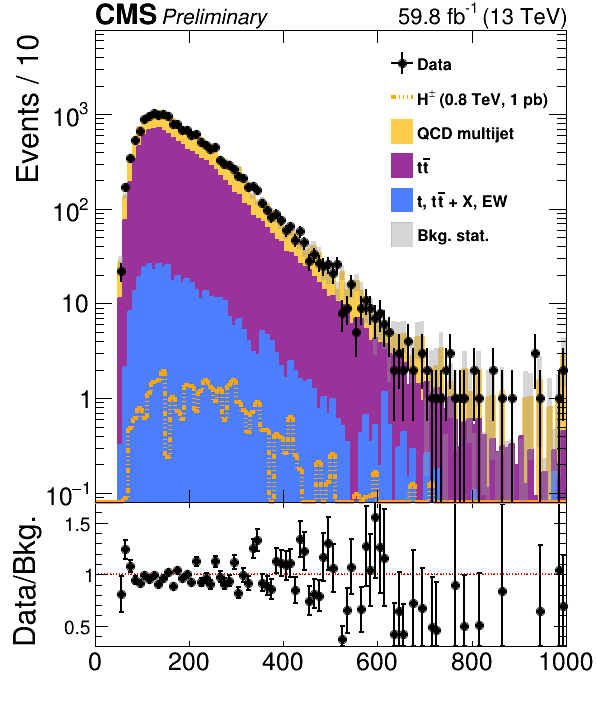 CMS Preliminary 59.8 fb⁻¹ (13 TeV)
Events / 10
10³
10²
10
1
10⁻¹
Data
H± (0.8 TeV, 1 pb)
QCD multijet
tt̄
t, tt̄ + X, EW
Bkg. stat.
Data/Bkg.
1.5
1
0.5
0 200 400 600 800 1000